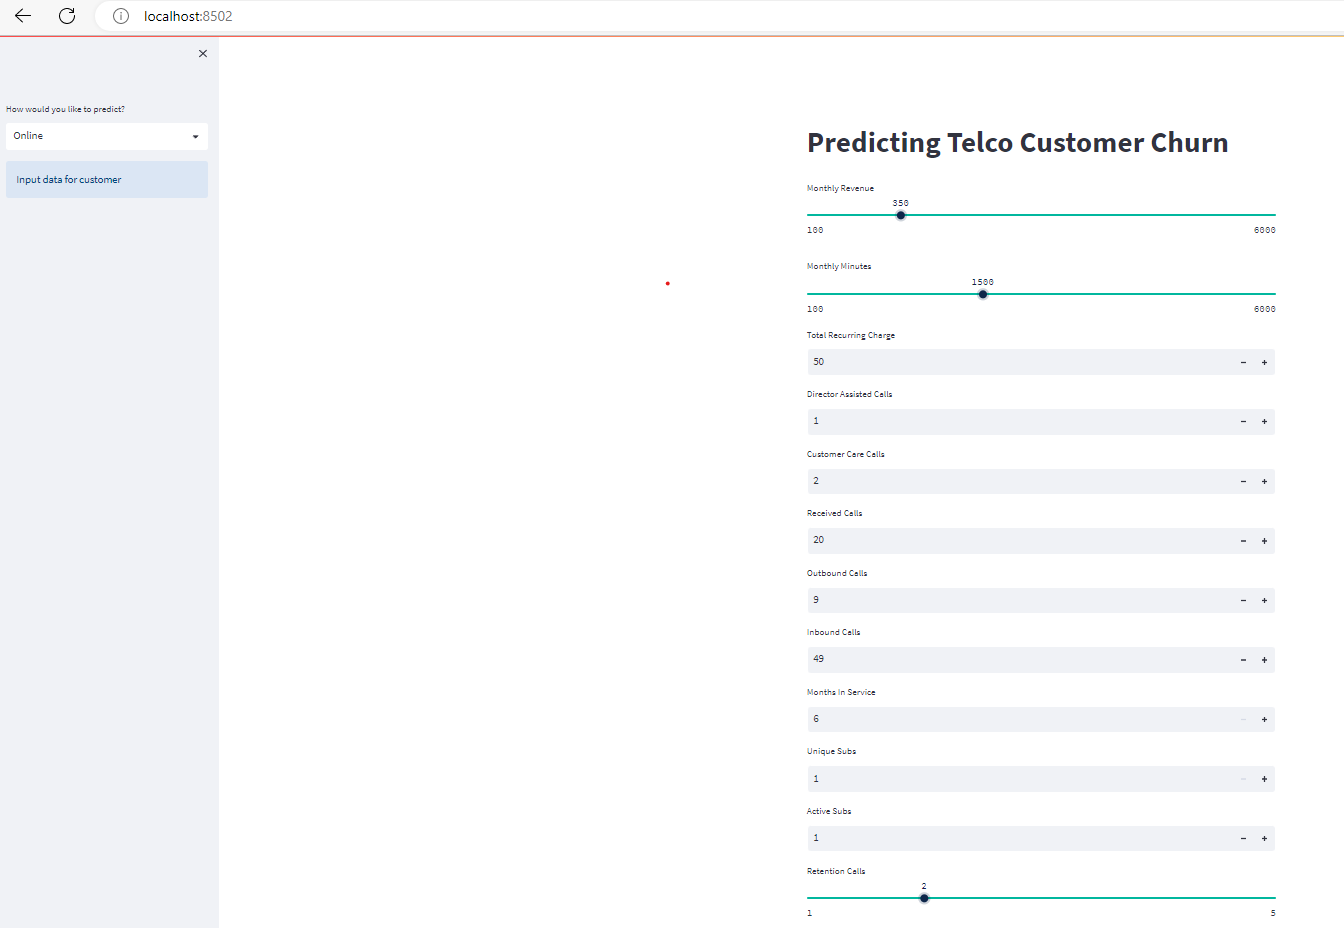 localhost:8502
How would you like to predict?
Online
Input data for customer
Predicting Telco Customer Churn
Monthly Revenue
350
100 6000
Monthly Minutes
1500
100 6000
Total Recurring Charge
50
Director Assisted Calls
1
Customer Care Calls
2
Received Calls
20
Outbound Calls
9
Inbound Calls
49
Months In Service
6
Unique Subs
1
Active Subs
1
Retention Calls
2
1 5